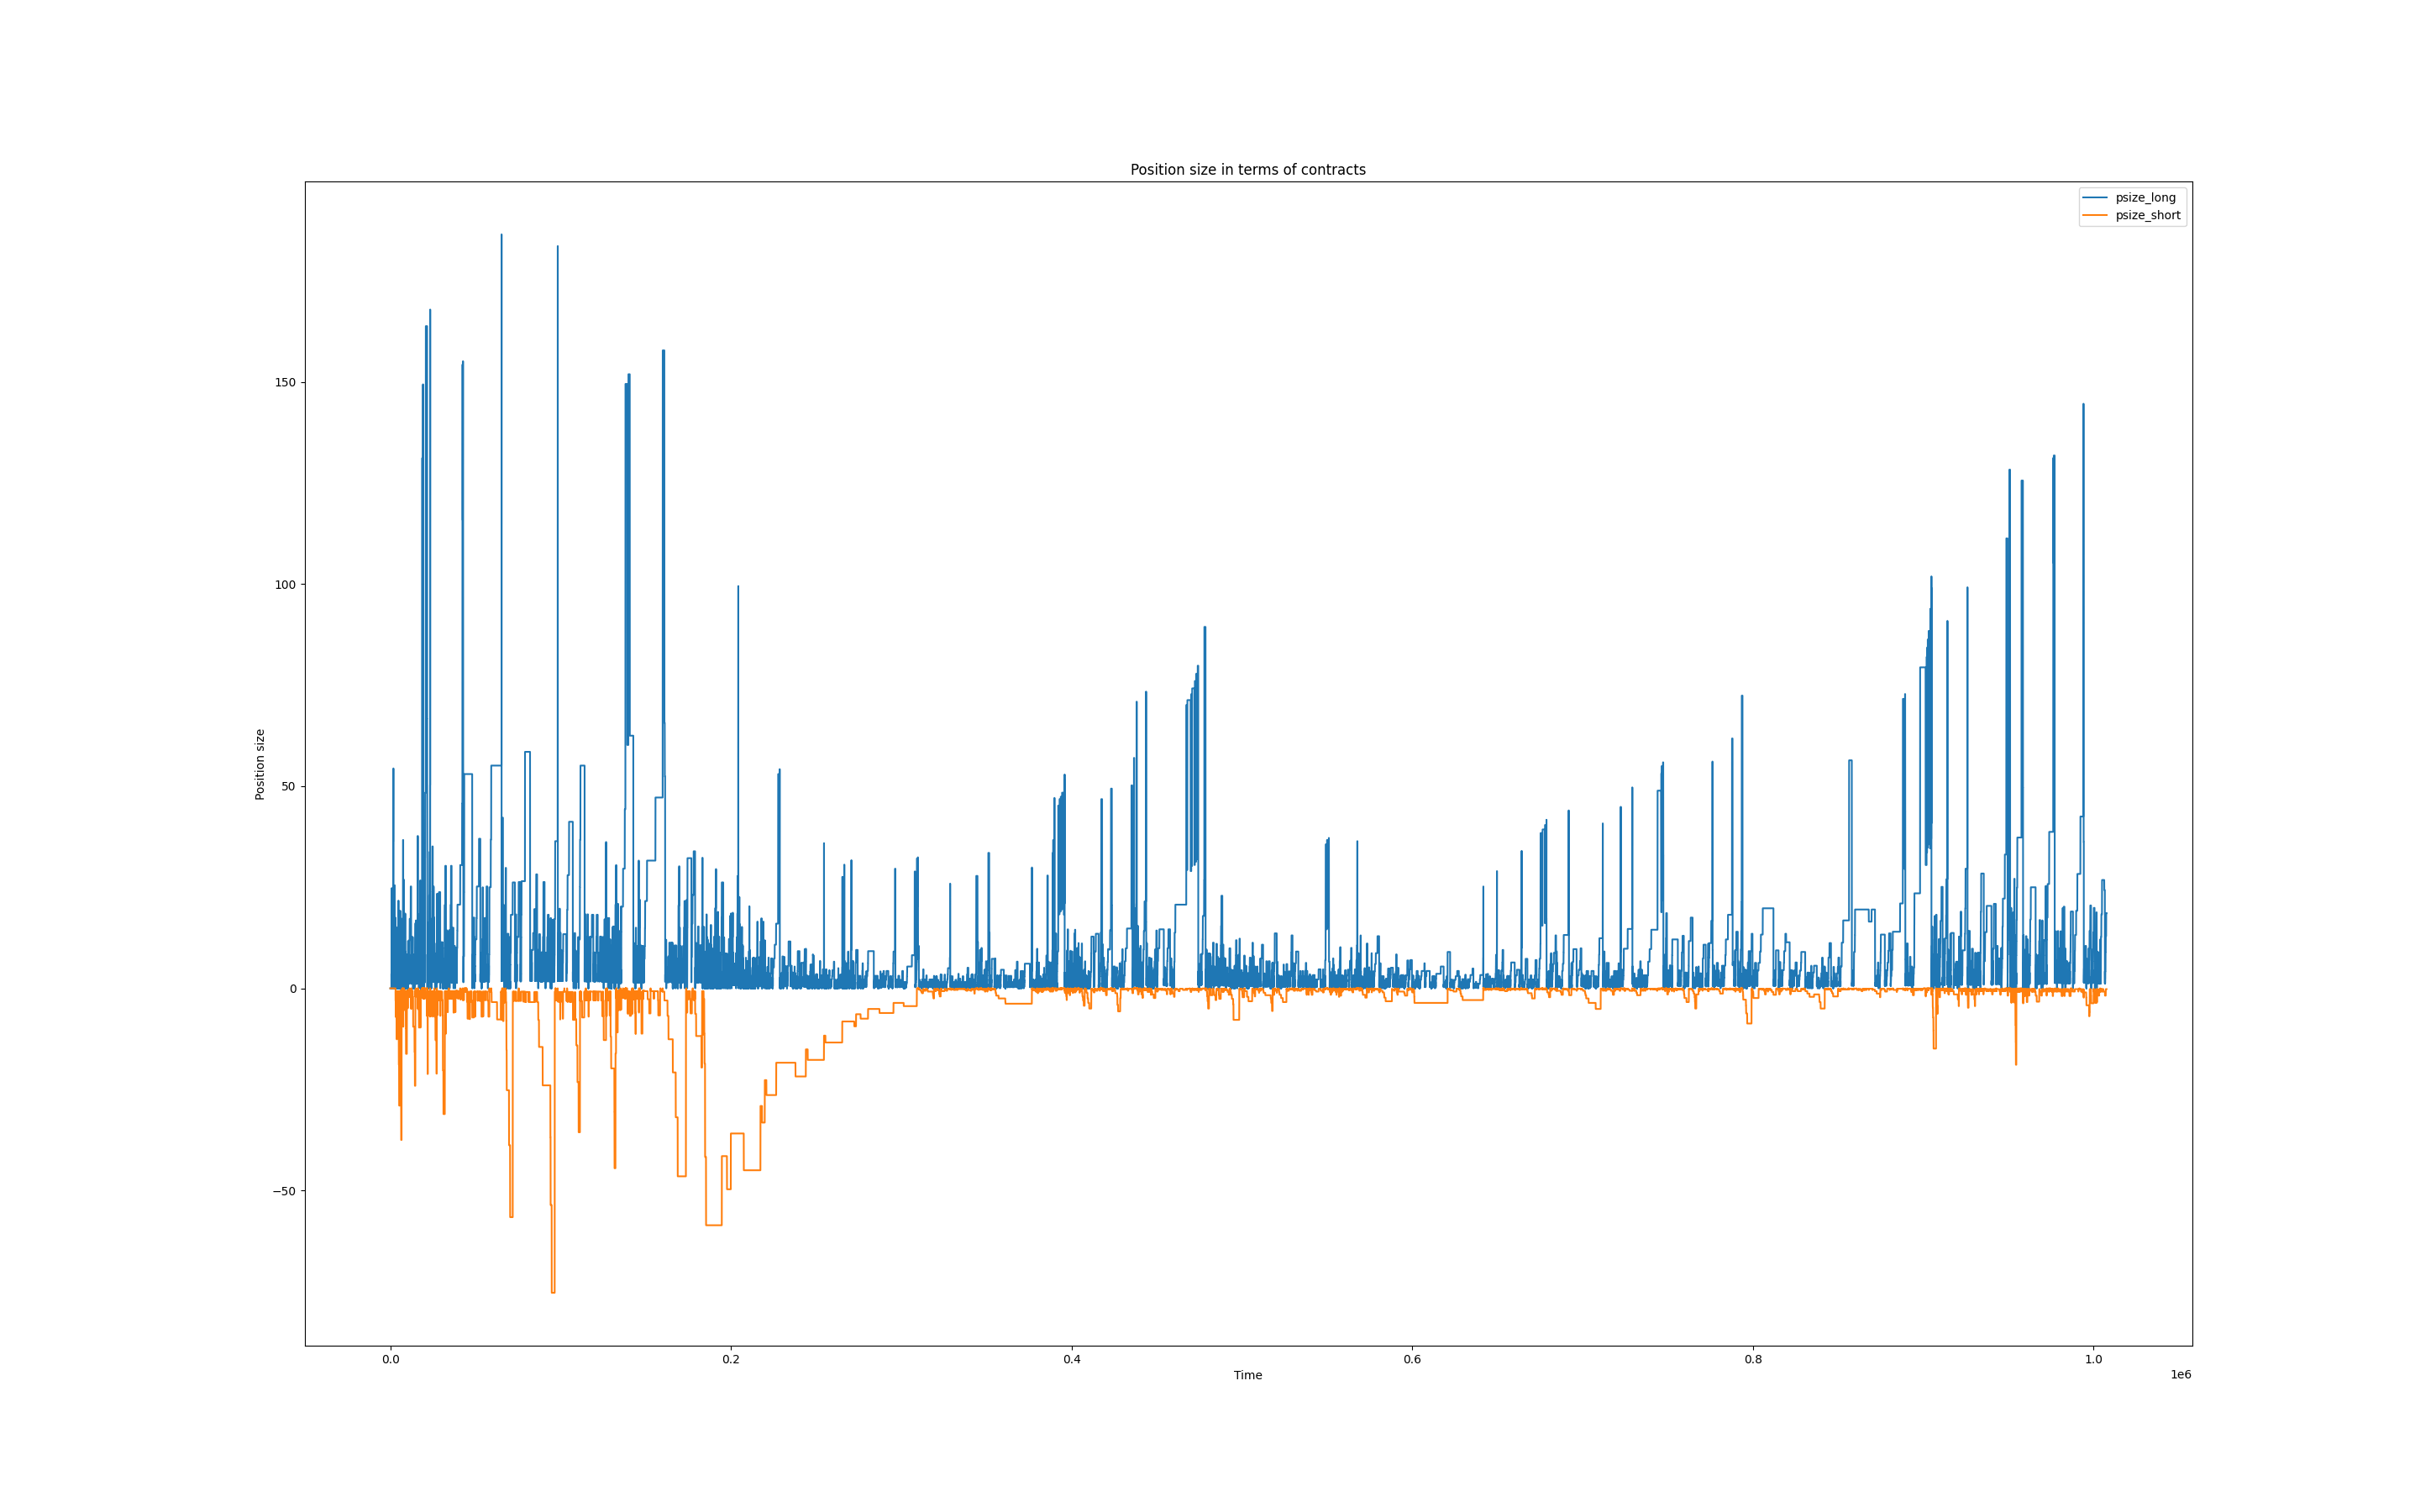 Position size in terms of contracts
psize_long
psize_short
Position size
150
100
50
0
−50
0.0
0.2
0.4
0.6
0.8
1.0
Time
1e6